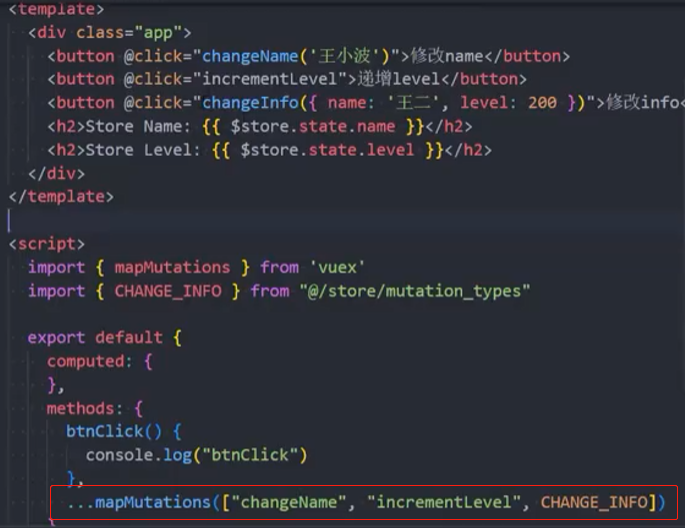 <template>
<div class="app">
<button @click="changeName('王小波')">修改name</button>
<button @click="incrementLevel">递增level</button>
<button @click="changeInfo({ name: '王二', level: 200 })">修改info<
<h2>Store Name: {{ $store.state.name }}</h2>
<h2>Store Level: {{ $store.state.level }}</h2>
</div>
</template>
<script>
import { mapMutations } from 'vuex'
import { CHANGE_INFO } from "@/store/mutation_types"
export default {
computed: {
},
methods: {
btnClick() {
console.log("btnClick")
},
...mapMutations(["changeName", "incrementLevel", CHANGE_INFO])